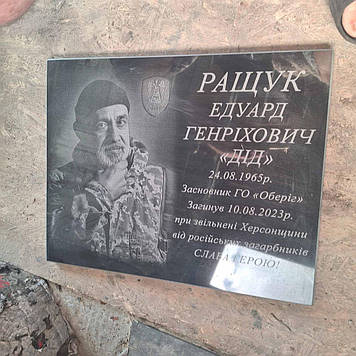 РАЩУК
ЕДУАРД
ГЕНРІХОВИЧ
«ДІД»
24.08.1965р.
Засновник ГО «Оберіг»
Загинув 10.08.2023р.
при звільнені Херсонщини
від російських загарбників
СЛАВА ГЕРОЮ!